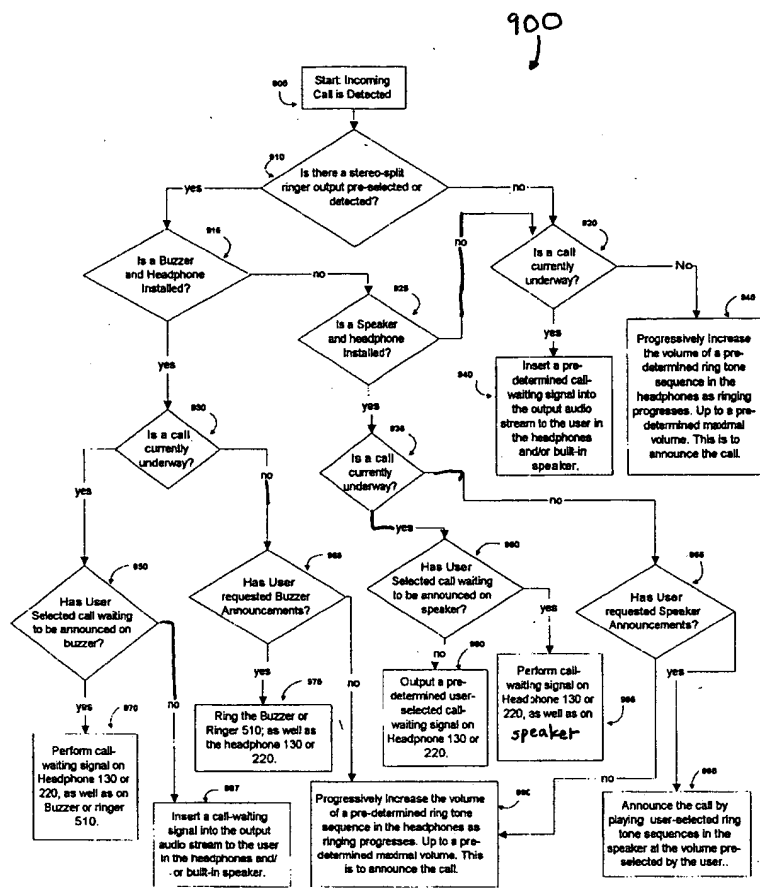 900
905
Start: Incoming
Call is Detected
910
Is there a stereo-split
ringer output pre-selected or
detected?
yes
no
915
Is a Buzzer
and Headphone
Installed?
no
920
Is a call
currently
underway?
No
no
925
Is a Speaker
and headphone
Installed?
yes
945
Progressively Increase
the volume of a pre-
determined ring tone
sequence in the
headphones as ringing
progresses. Up to a pre-
determined maximal
volume. This is to
announce the call.
940
Insert a pre-
determined call-
waiting signal into
the output audio
stream to the user in
the headphones
and/or built-in
speaker.
yes
930
Is a call
currently
underway?
yes
no
yes
935
Is a call
currently
underway?
no
yes
950
Has User
Selected call waiting
to be announced on
buzzer?
yes
no
Has User
requested Buzzer
Announcements?
yes
no
960
Has User
Selected call waiting
to be announced on
speaker?
no
yes
Has User
requested Speaker
Announcements?
yes
no
970
Perform call-
waiting signal on
Headphone 130 or
220, as well as on
Buzzer or ringer
510.
975
Ring the Buzzer or
Ringer 510; as well as
the headphone 130 or
220.
980
Output a pre-
determined user-
selected call-
waiting signal on
Headphone 130 or
220.
Perform call-
waiting signal on
Headphone 130 or
220, as well as on
speaker
Insert a call-waiting
signal into the output
audio stream to the user
in the headphones and/
or built-in speaker.
Progressively Increase the volume
of a pre-determined ring tone
sequence in the headphones as
ringing progresses. Up to a pre-
determined maximal volume. This
is to announce the call.
Announce the call by
playing user-selected ring
tone sequences in the
speaker at the volume
pre-selected by the user..